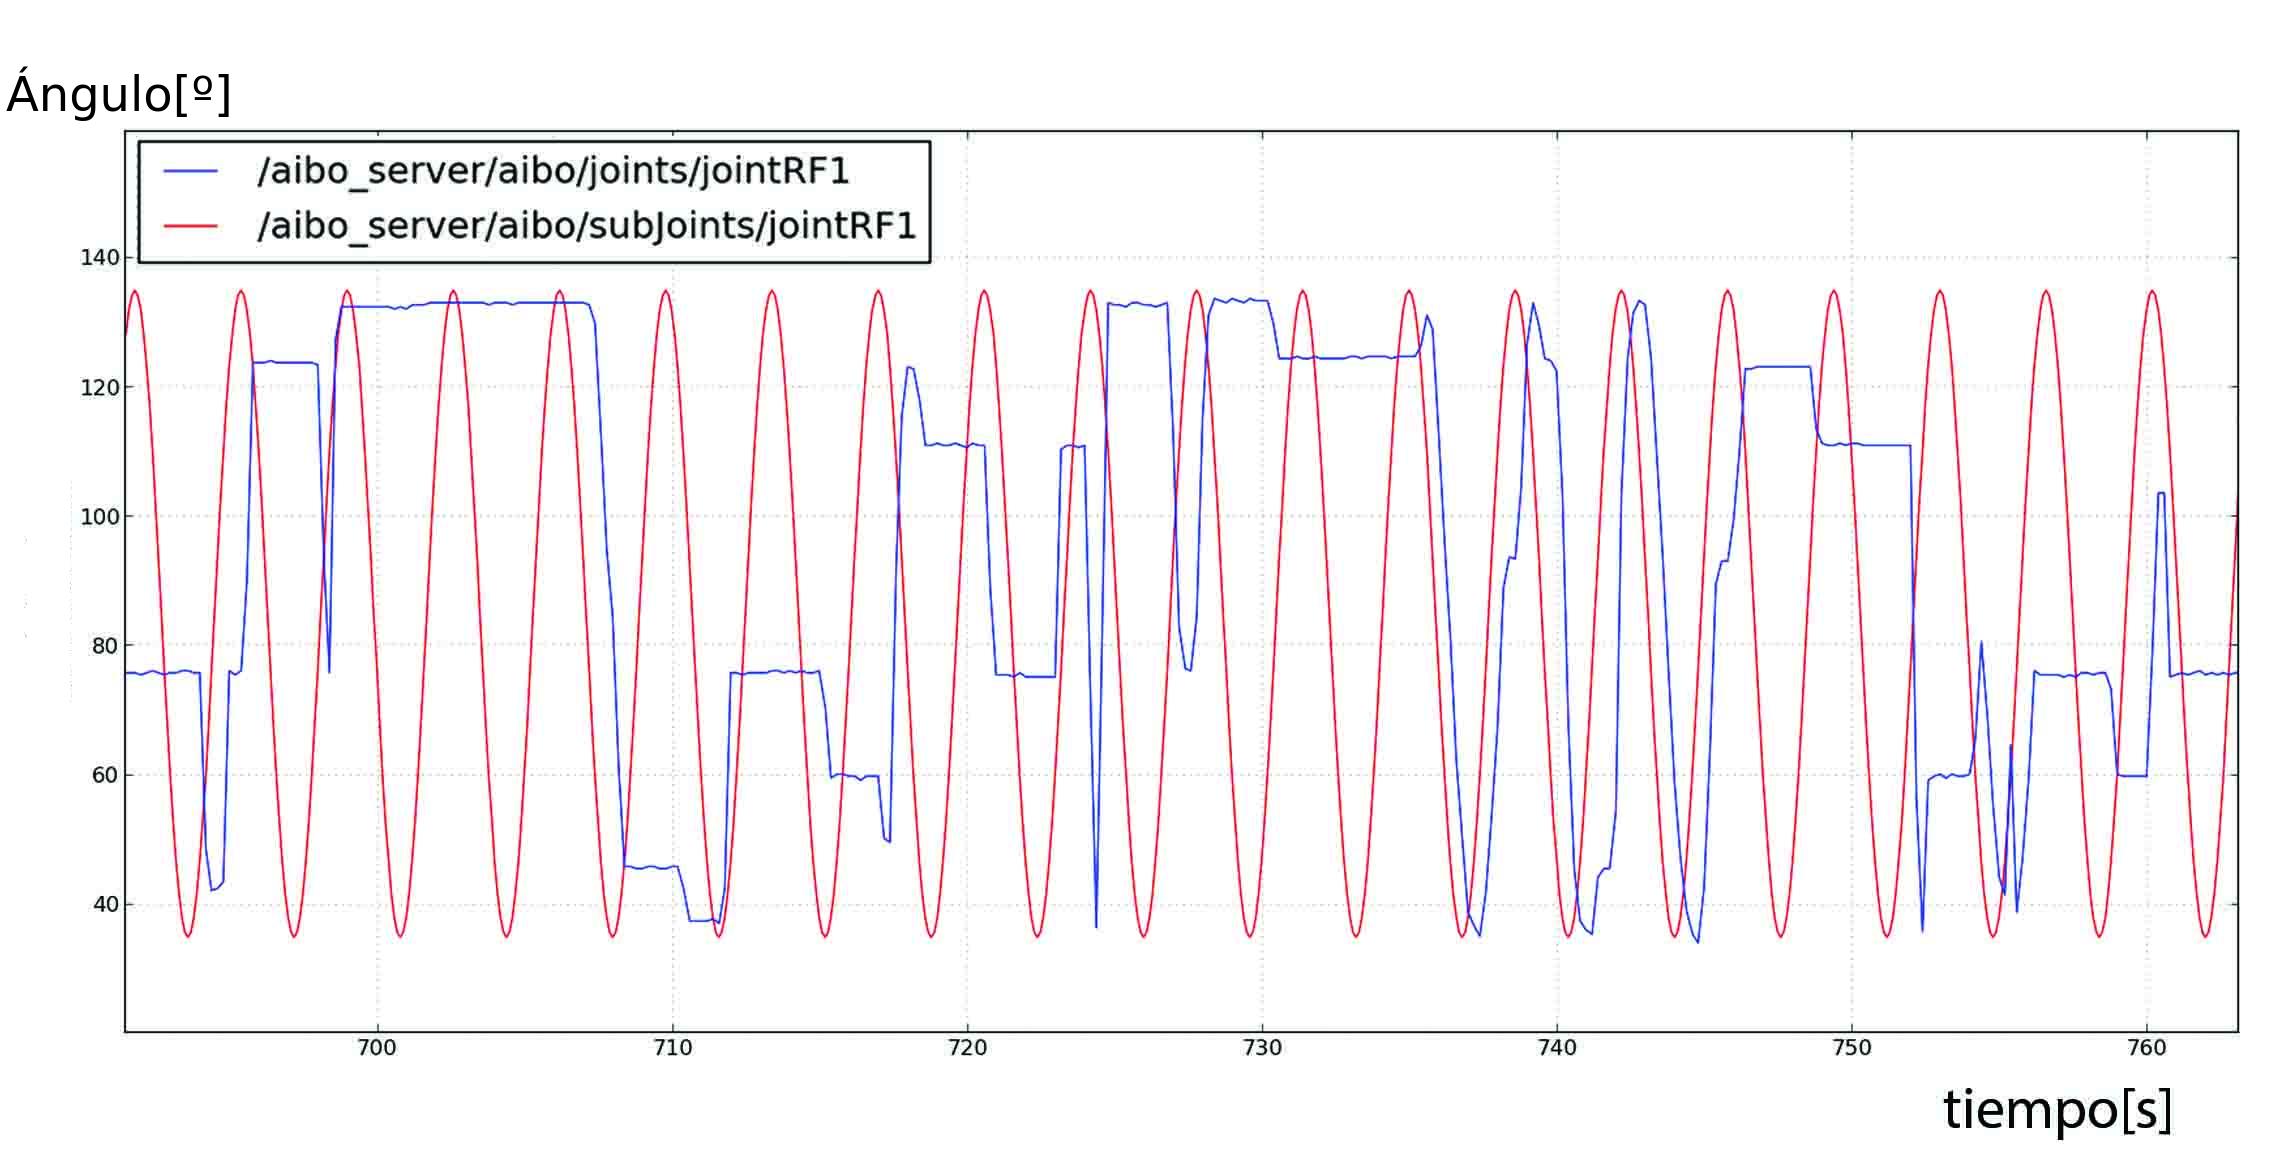 Ángulo[º]
/aibo_server/aibo/joints/jointRF1
/aibo_server/aibo/subJoints/jointRF1
140
120
100
80
60
40
700 710 720 730 740 750 760
tiempo[s]